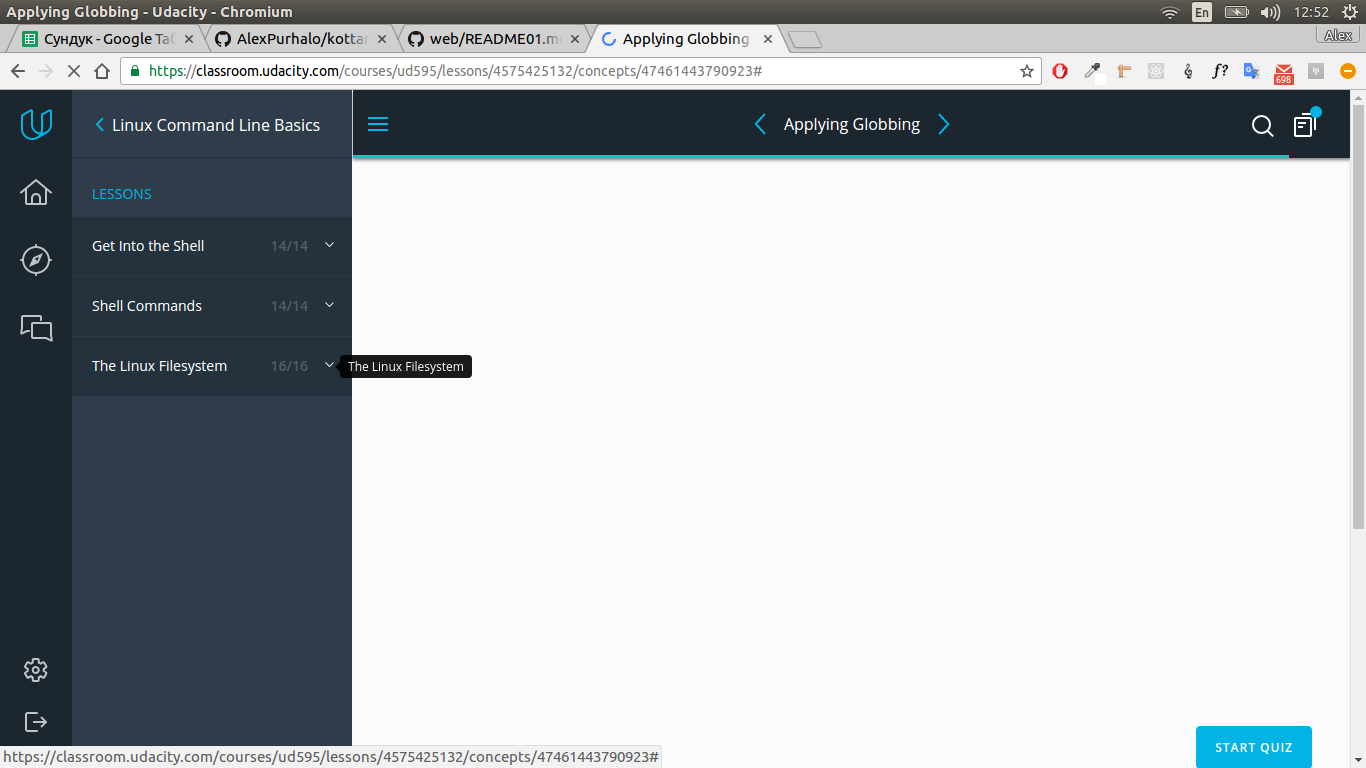 Applying Globbing - Udacity - Chromium
En
12:52
Сундук - Google Таб
AlexPurhalo/kottar
web/README01.m
Applying Globbing
Alex
https://classroom.udacity.com/courses/ud595/lessons/4575425132/concepts/47461443790923#
f?
698
Linux Command Line Basics
Applying Globbing
LESSONS
Get Into the Shell 14/14
Shell Commands 14/14
The Linux Filesystem 16/16
The Linux Filesystem
START QUIZ
https://classroom.udacity.com/courses/ud595/lessons/4575425132/concepts/47461443790923#